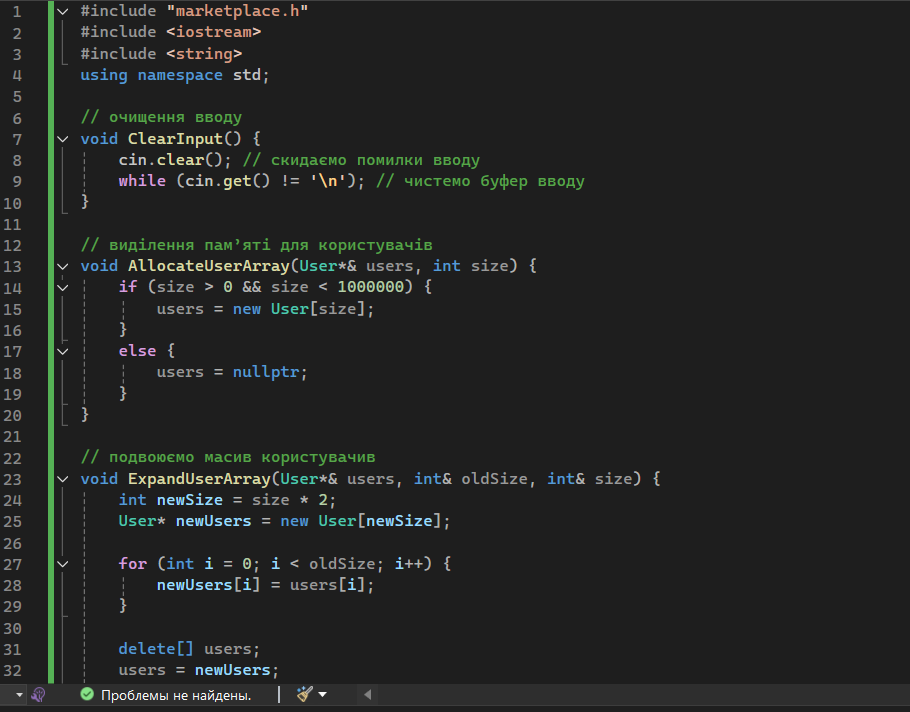 1 #include "marketplace.h"
2 #include <iostream>
3 #include <string>
4 using namespace std;
5
6 // очищення вводу
7 void ClearInput() {
8 cin.clear(); // скидаємо помилки вводу
9 while (cin.get() != '\n'); // чистемо буфер вводу
10 }
11
12 // виділення пам’яті для користувачів
13 void AllocateUserArray(User*& users, int size) {
14 if (size > 0 && size < 1000000) {
15 users = new User[size];
16 }
17 else {
18 users = nullptr;
19 }
20 }
21
22 // подвоюємо масив користувачив
23 void ExpandUserArray(User*& users, int& oldSize, int& size) {
24 int newSize = size * 2;
25 User* newUsers = new User[newSize];
26
27 for (int i = 0; i < oldSize; i++) {
28 newUsers[i] = users[i];
29 }
30
31 delete[] users;
32 users = newUsers;
Проблемы не найдены.